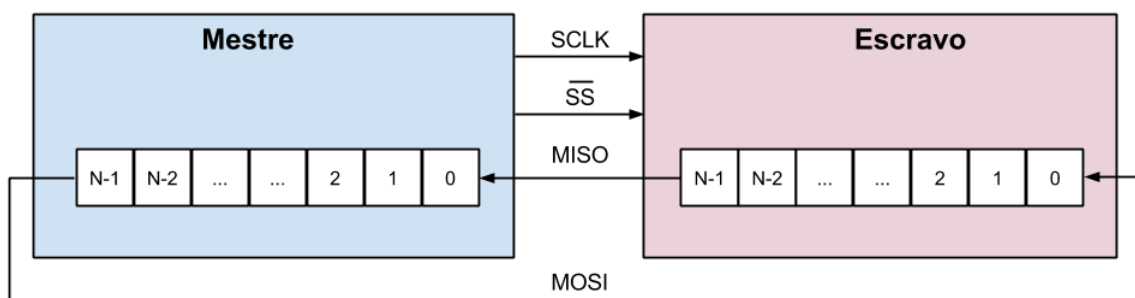 Mestre
SCLK
Escravo
SS
MISO
N-1 N-2 ... ... 2 1 0
N-1 N-2 ... ... 2 1 0
MOSI